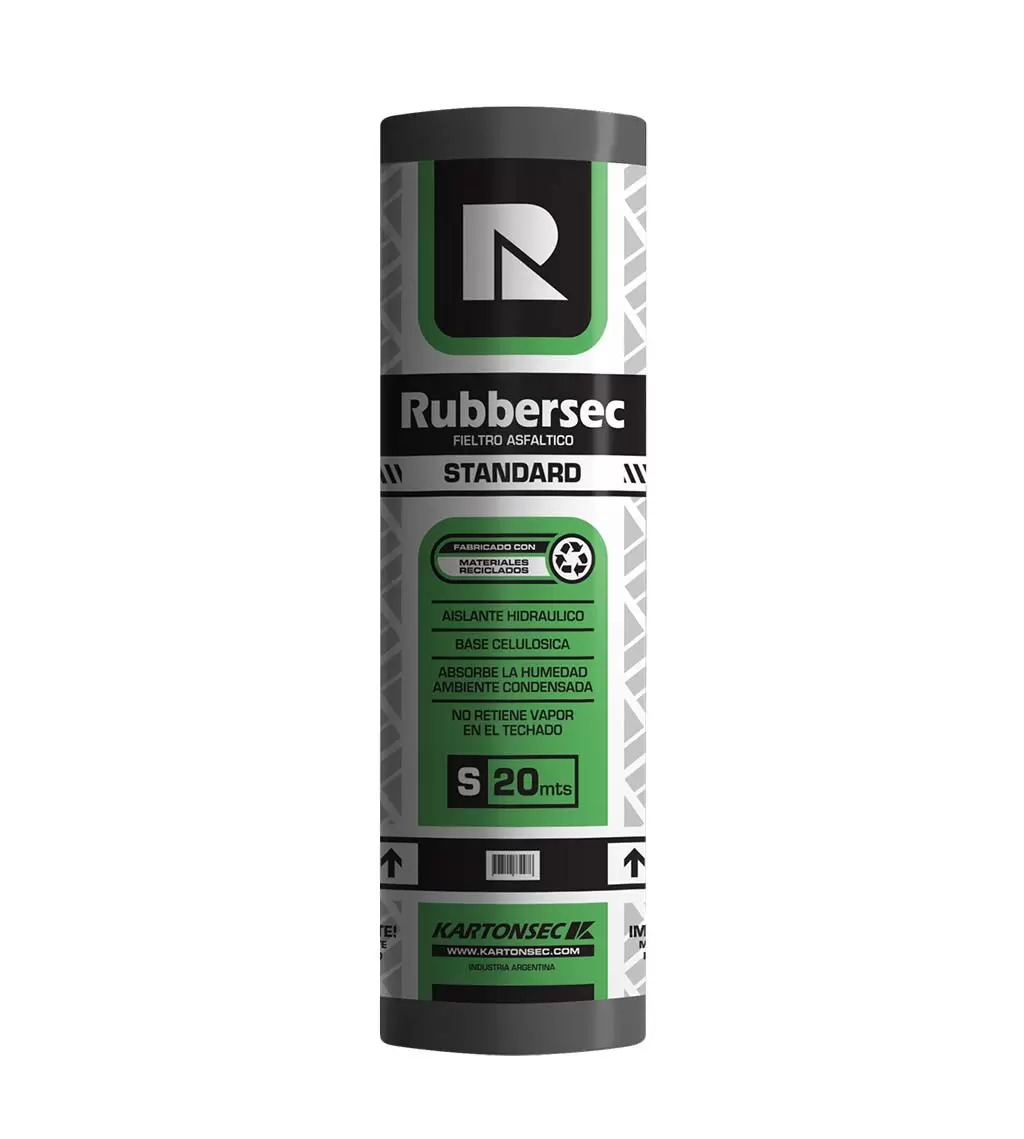 R
Rubbersec
FIELTRO ASFALTICO
STANDARD
FABRICADO CON
MATERIALES
RECICLADOS
AISLANTE HIDRAULICO
BASE CELULOSICA
ABSORBE LA HUMEDAD
AMBIENTE CONDENSADA
NO RETIENE VAPOR
EN EL TECHADO
S 20mts
KARTONSEC
WWW.KARTONSEC.COM
INDUSTRIA ARGENTINA